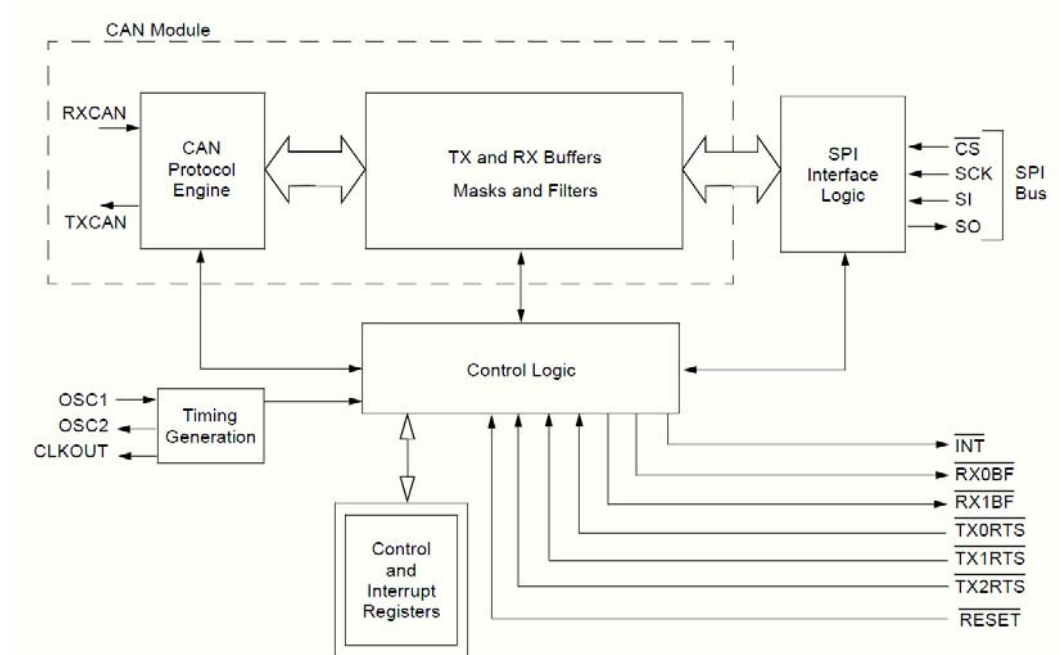 CAN Module
RXCAN
TXCAN
CAN
Protocol
Engine
TX and RX Buffers
Masks and Filters
SPI
Interface
Logic
CS
SCK
SI
SO
SPI
Bus
Control Logic
OSC1
OSC2
CLKOUT
Timing
Generation
Control
and
Interrupt
Registers
INT
RX0BF
RX1BF
TX0RTS
TX1RTS
TX2RTS
RESET